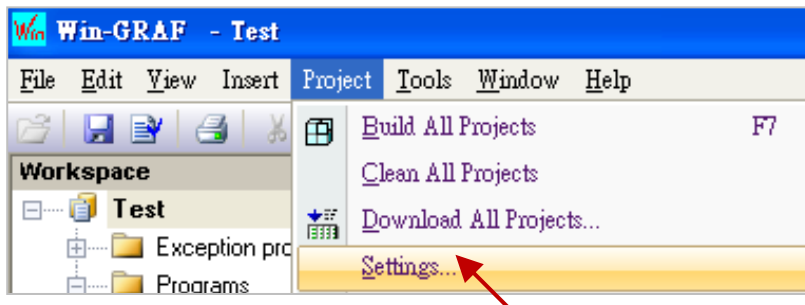 Win Win-GRAF - Test
File Edit View Insert Project Tools Window Help
Build All Projects F7
Workspace
Clean All Projects
Test
Download All Projects...
Exception pro
Settings...
Programs